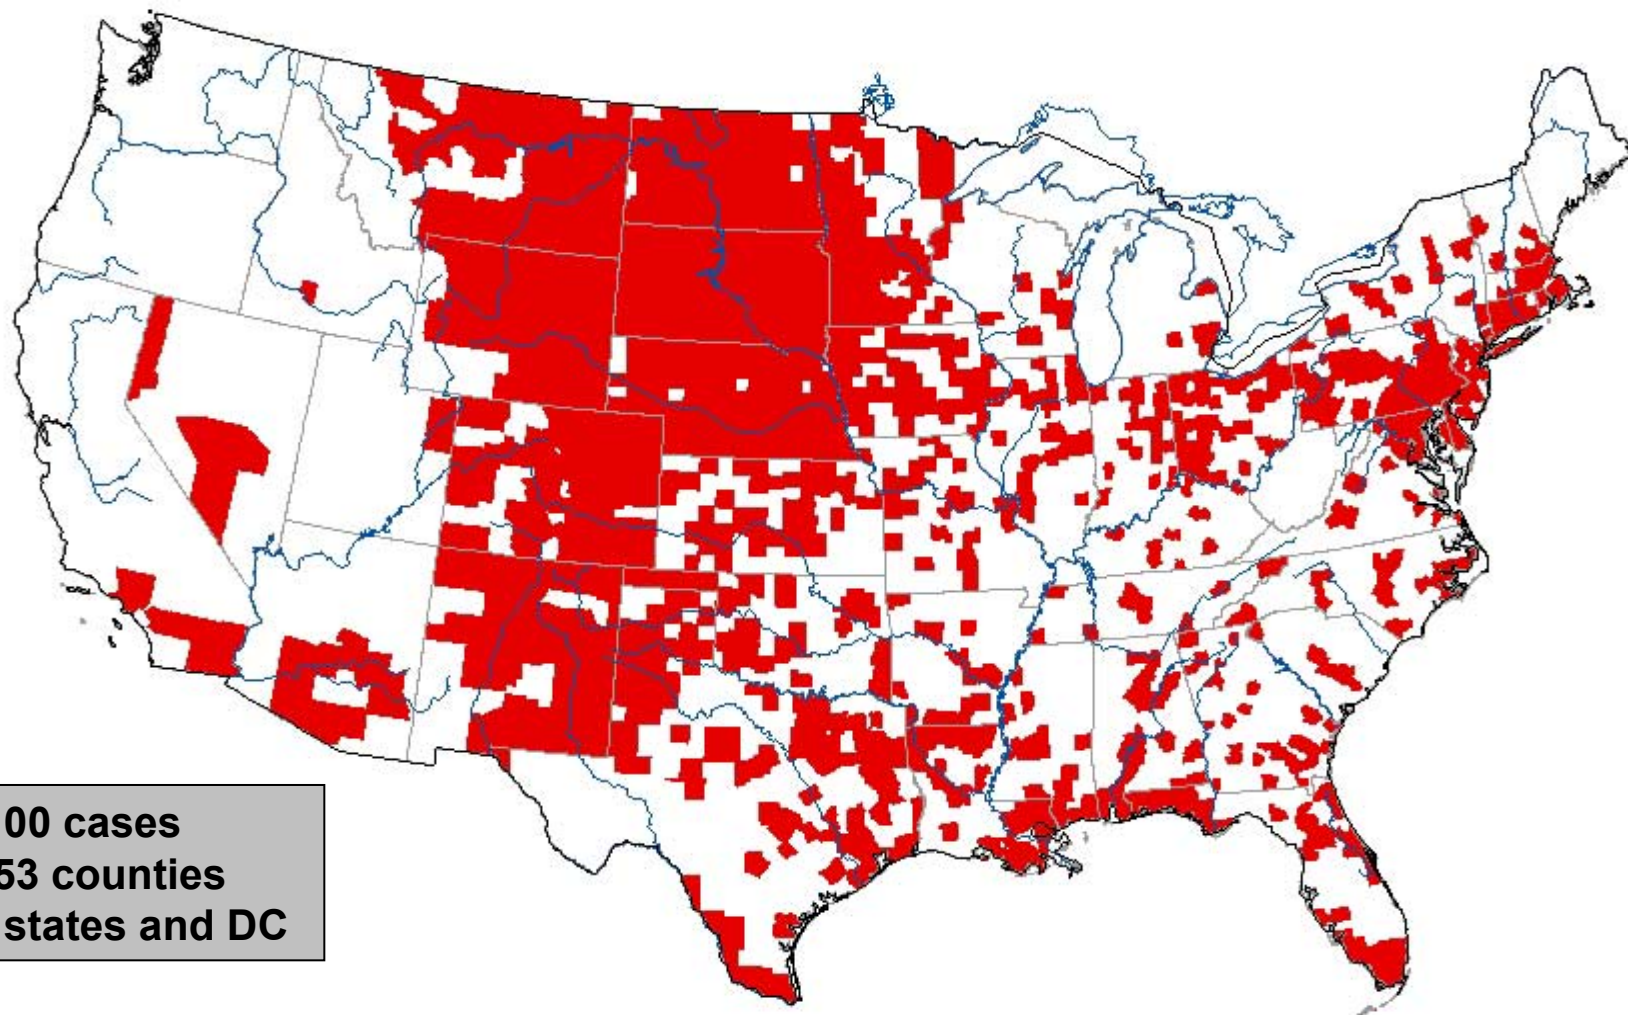 00 cases
53 counties
states and DC